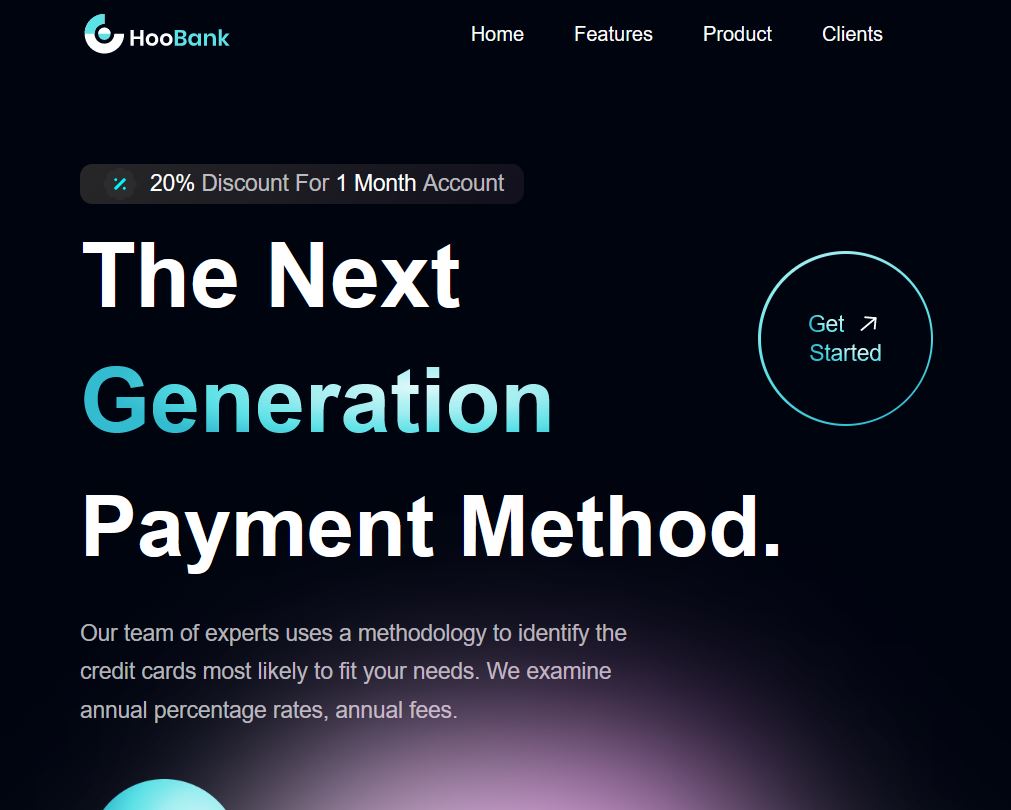 HooBank
Home Features Product Clients
20% Discount For 1 Month Account
The Next
Generation
Payment Method.
Get
Started
Our team of experts uses a methodology to identify the
credit cards most likely to fit your needs. We examine
annual percentage rates, annual fees.